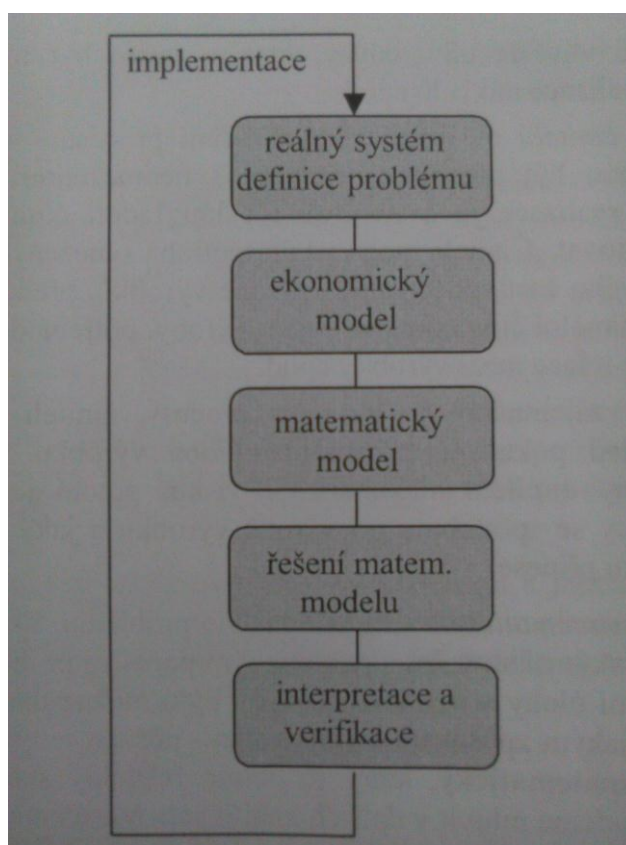 implementace
reálný systém
definice problému
ekonomický
model
matematický
model
řešení matem.
modelu
interpretace a
verifikace